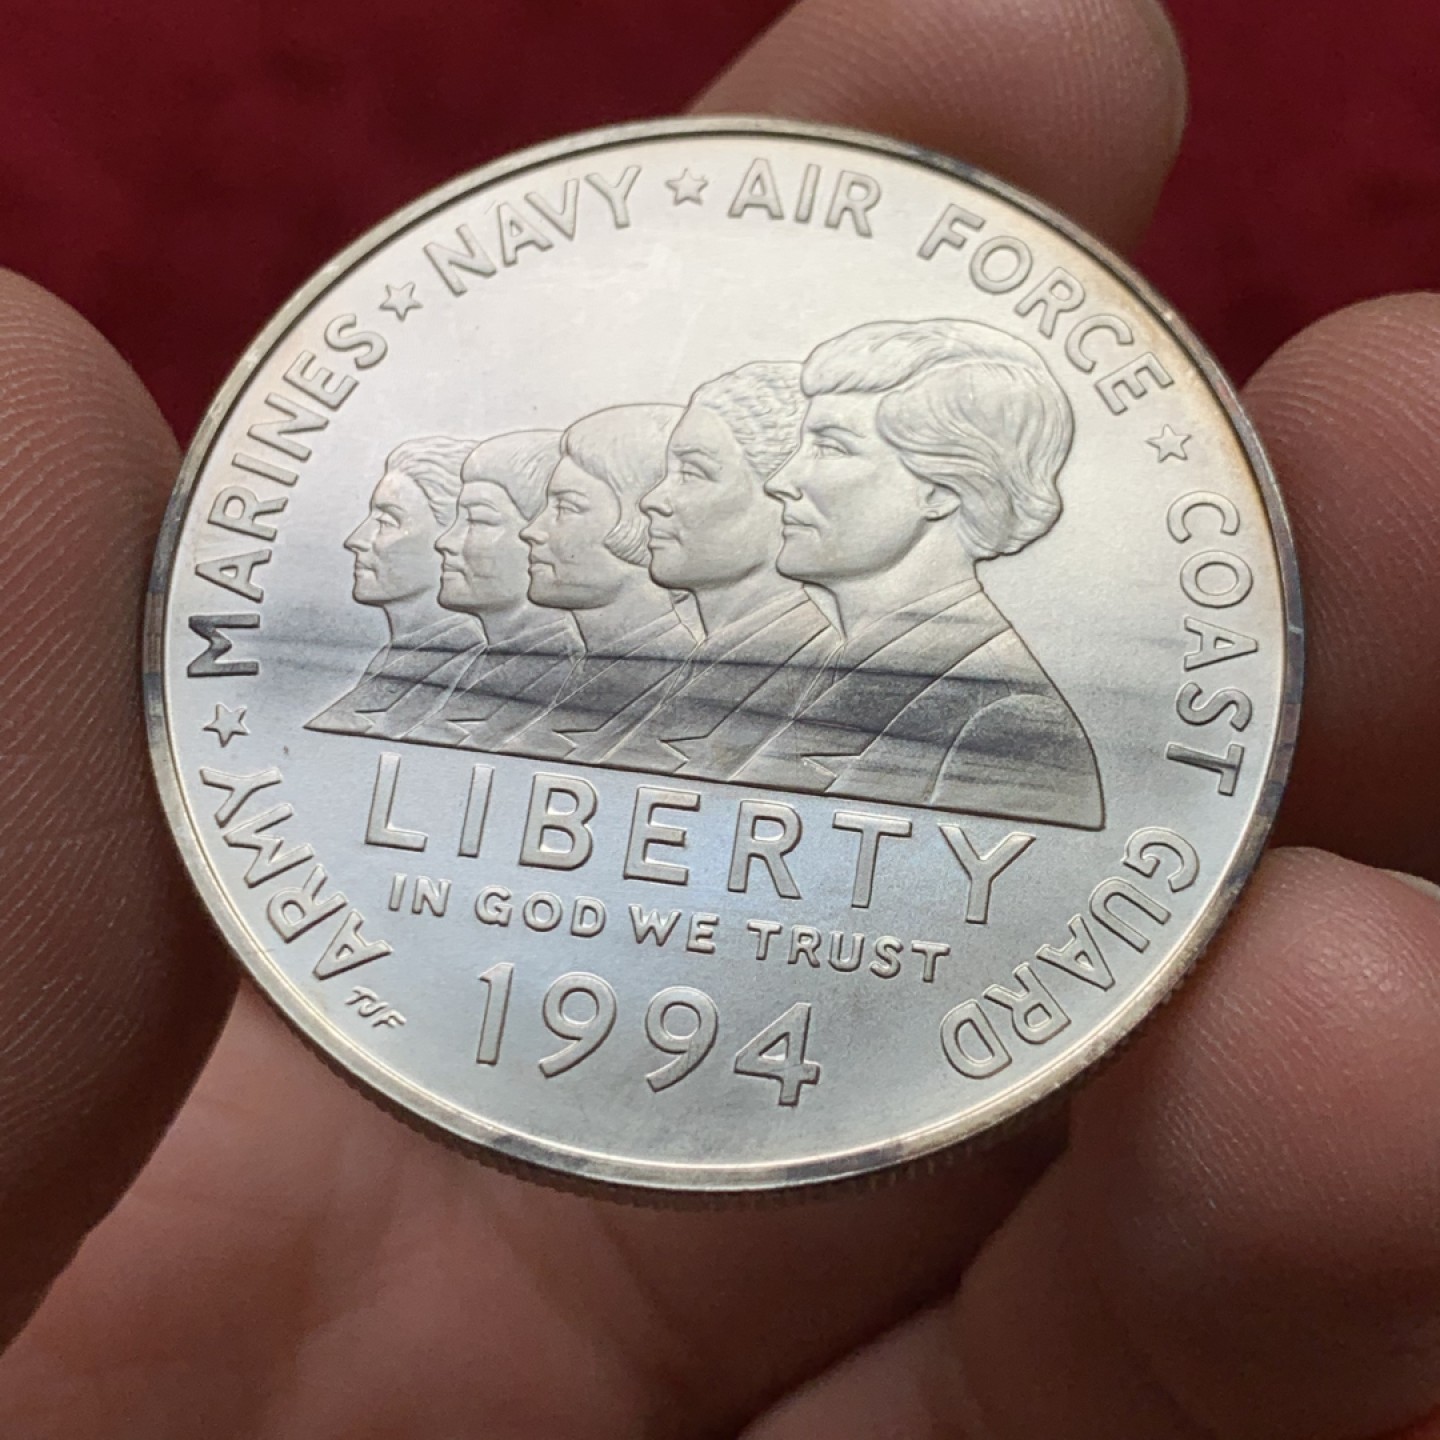 ARMY ★ MARINES ★ NAVY ★ AIR FORCE ★ COAST GUARD
LIBERTY
IN GOD WE TRUST
TJF
1994